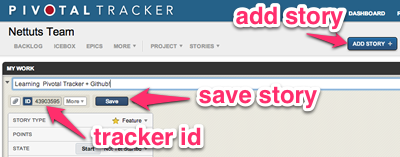 PIVOTAL TRACKER
add story
DASHBOARD
Nettuts Team
BACKLOG ICEBOX EPICS MORE PROJECT STORIES
ADD STORY +
MY WORK
Learning Pivotal Tracker + Github!
ID 43903595 More Save
save story
STORY TYPE Feature
tracker id
POINTS
STATE Start